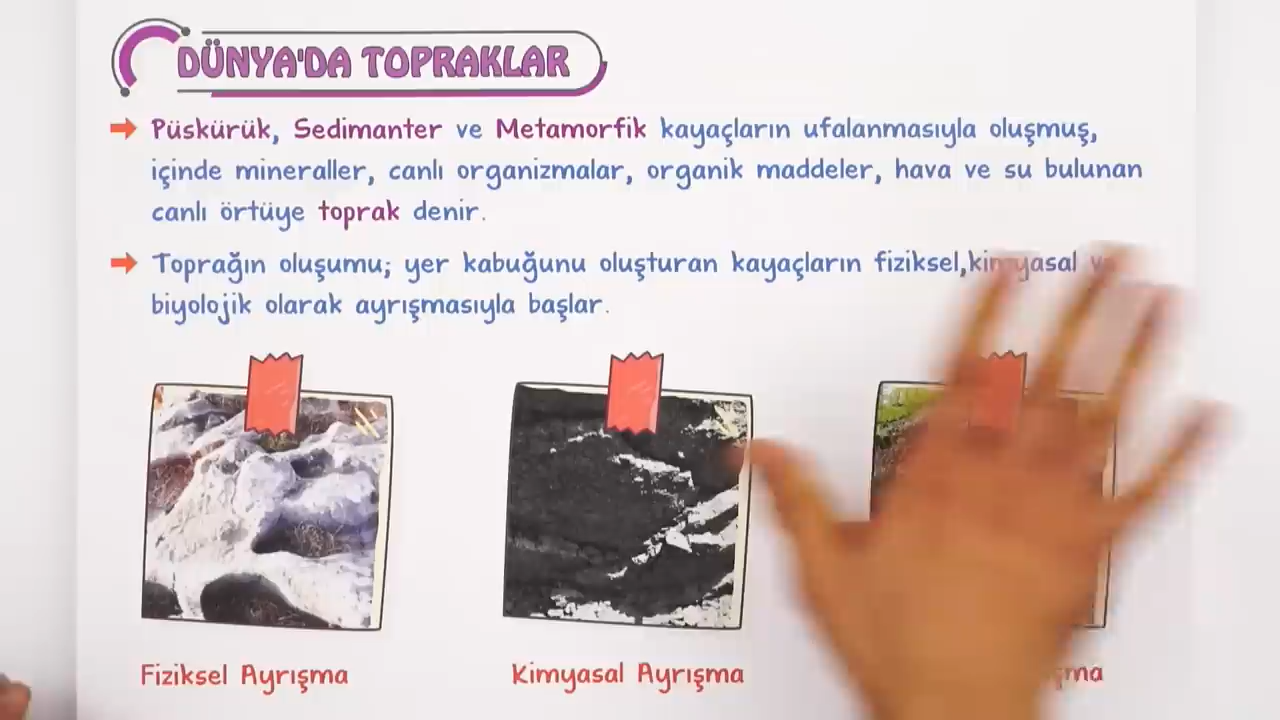 DÜNYA'DA TOPRAKLAR
Püskürük, Sedimanter ve Metamorfik kayaçların ufalanmasıyla oluşmuş,
içinde mineraller, canlı organizmalar, organik maddeler, hava ve su bulunan
canlı örtüye toprak denir.
Toprağın oluşumu; yer kabuğunu oluşturan kayaçların fiziksel,kimyasal
biyolojik olarak ayrışmasıyla başlar.
Fiziksel Ayrışma
Kimyasal Ayrışma